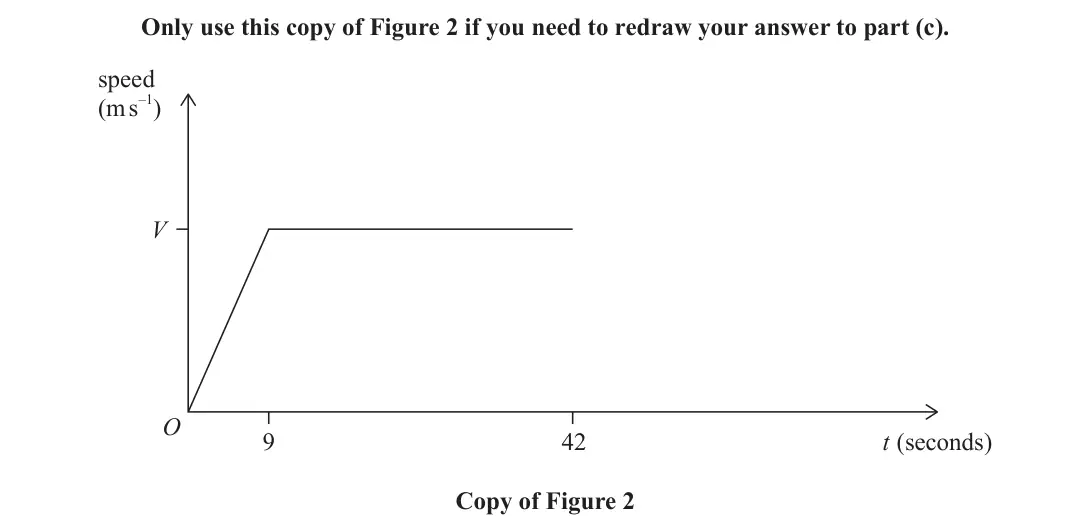 Only use this copy of Figure 2 if you need to redraw your answer to part (c).
speed
(m s⁻¹)
V
O
9
42
t (seconds)
Copy of Figure 2